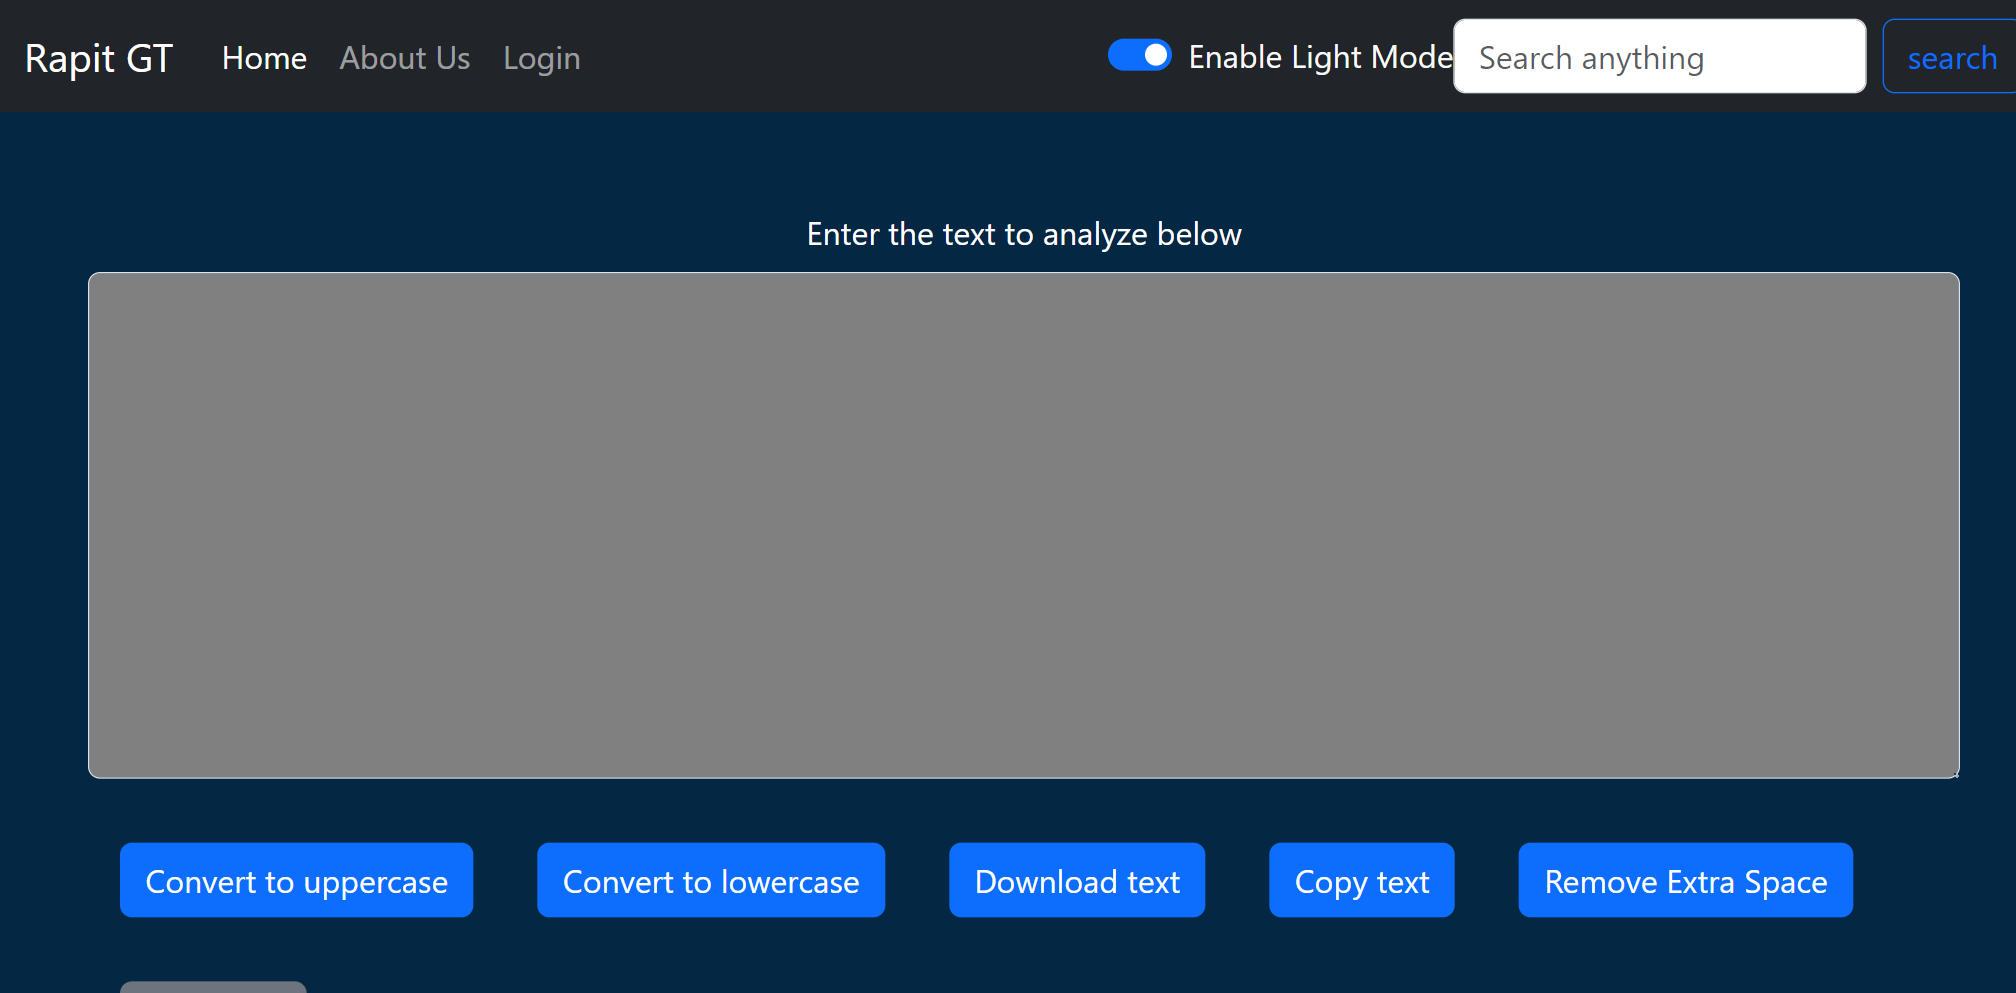 Rapit GT Home About Us Login Enable Light Mode Search anything search
Enter the text to analyze below
Convert to uppercase Convert to lowercase Download text Copy text Remove Extra Space